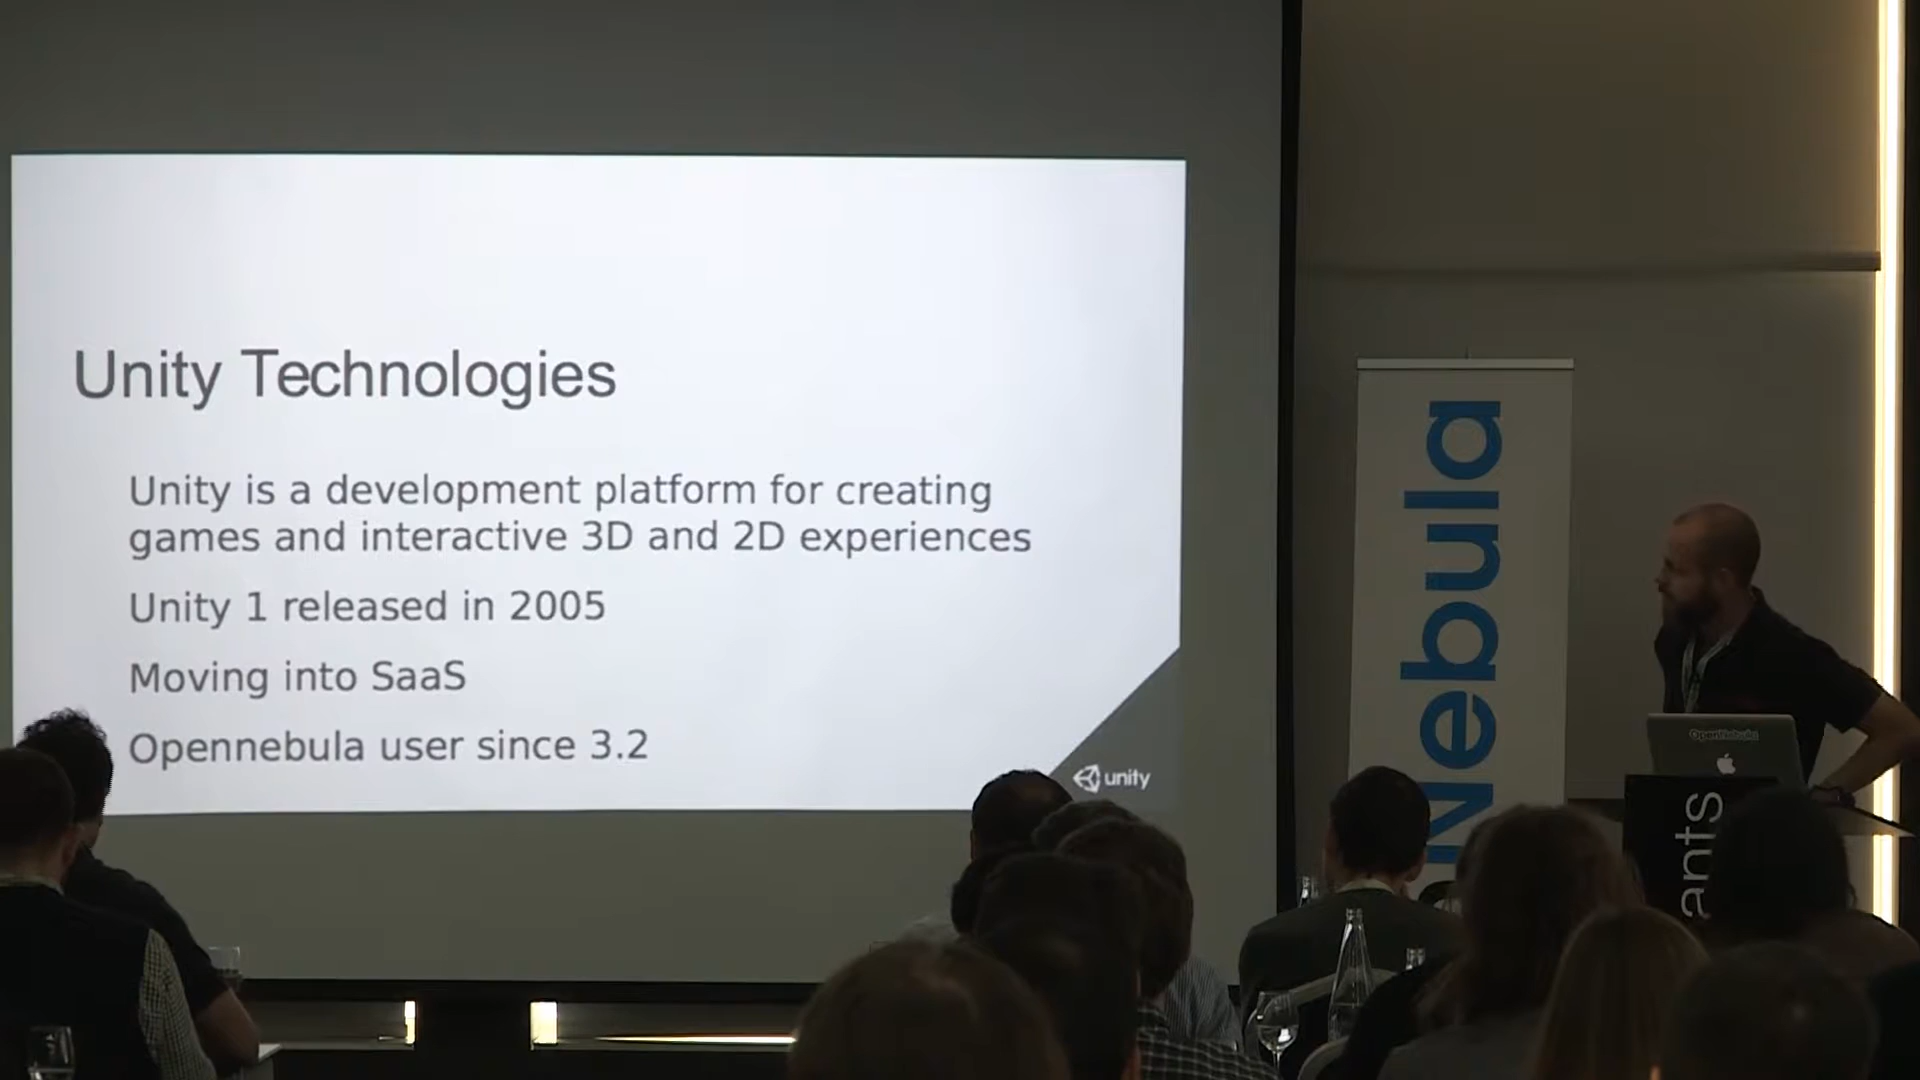 Unity Technologies
Unity is a development platform for creating
games and interactive 3D and 2D experiences
Unity 1 released in 2005
Moving into SaaS
Opennebula user since 3.2
unity
Nebula
OpenNebula
ants